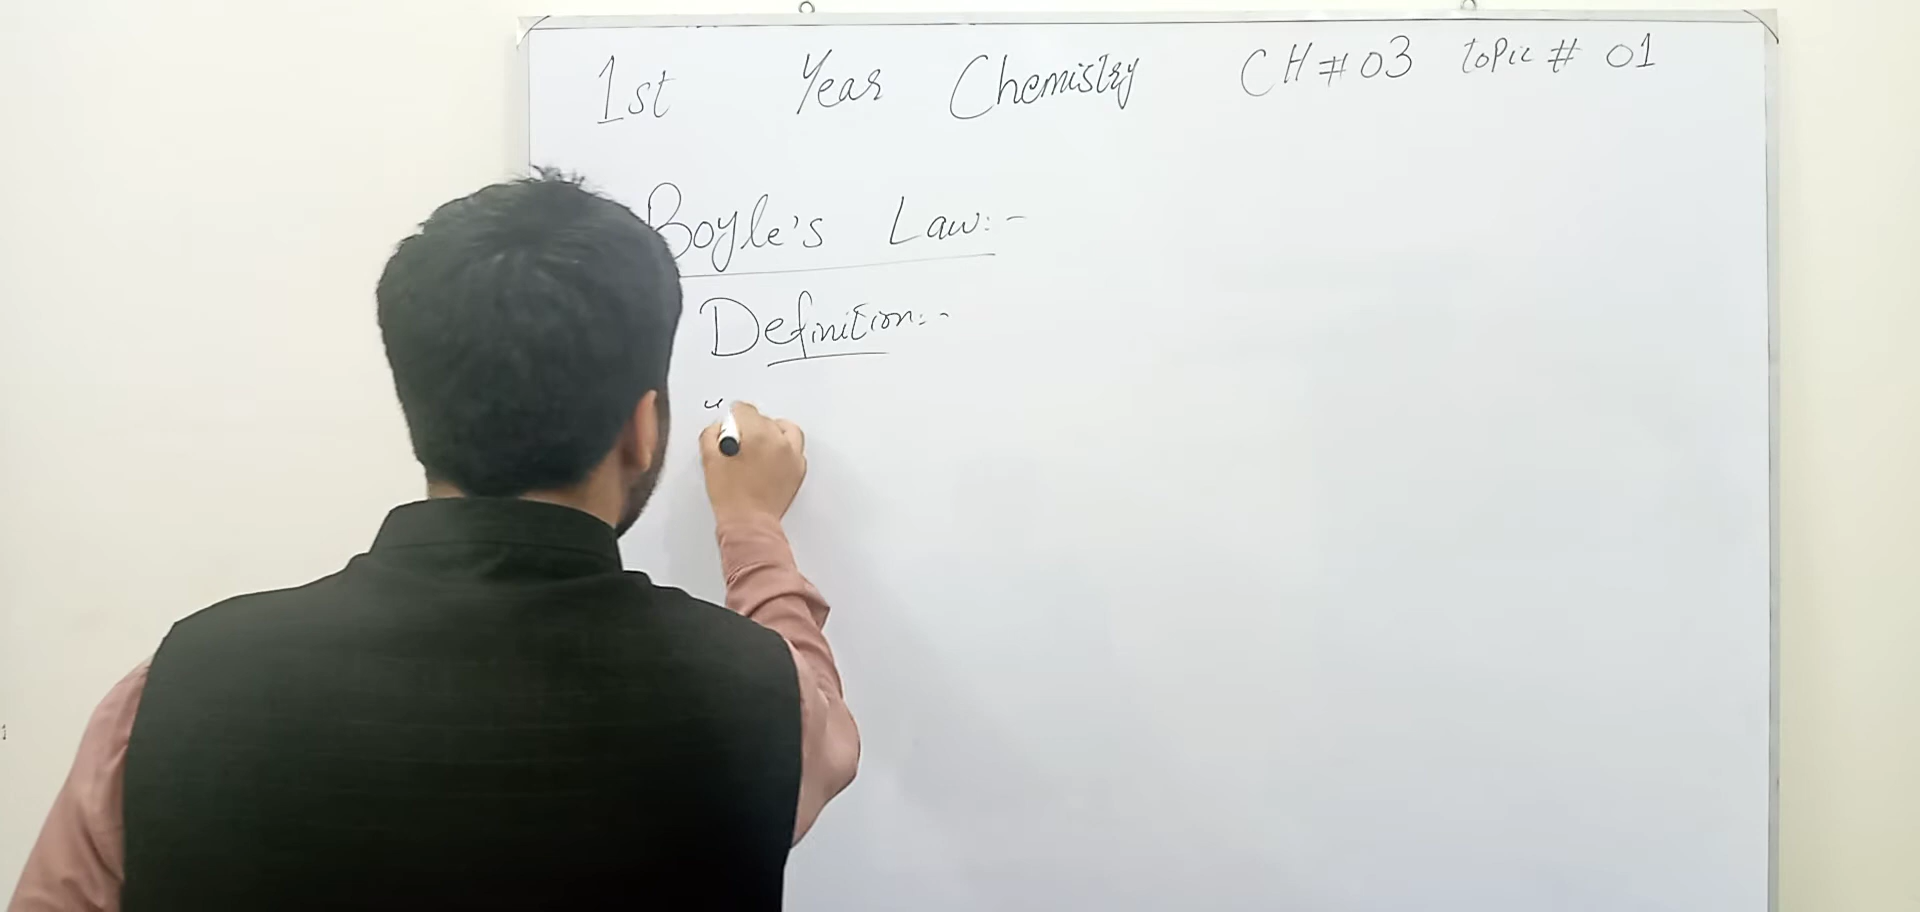 1st Year Chemistry CH # 03 topic # 01
Boyle's Law:-
Definition:-
"